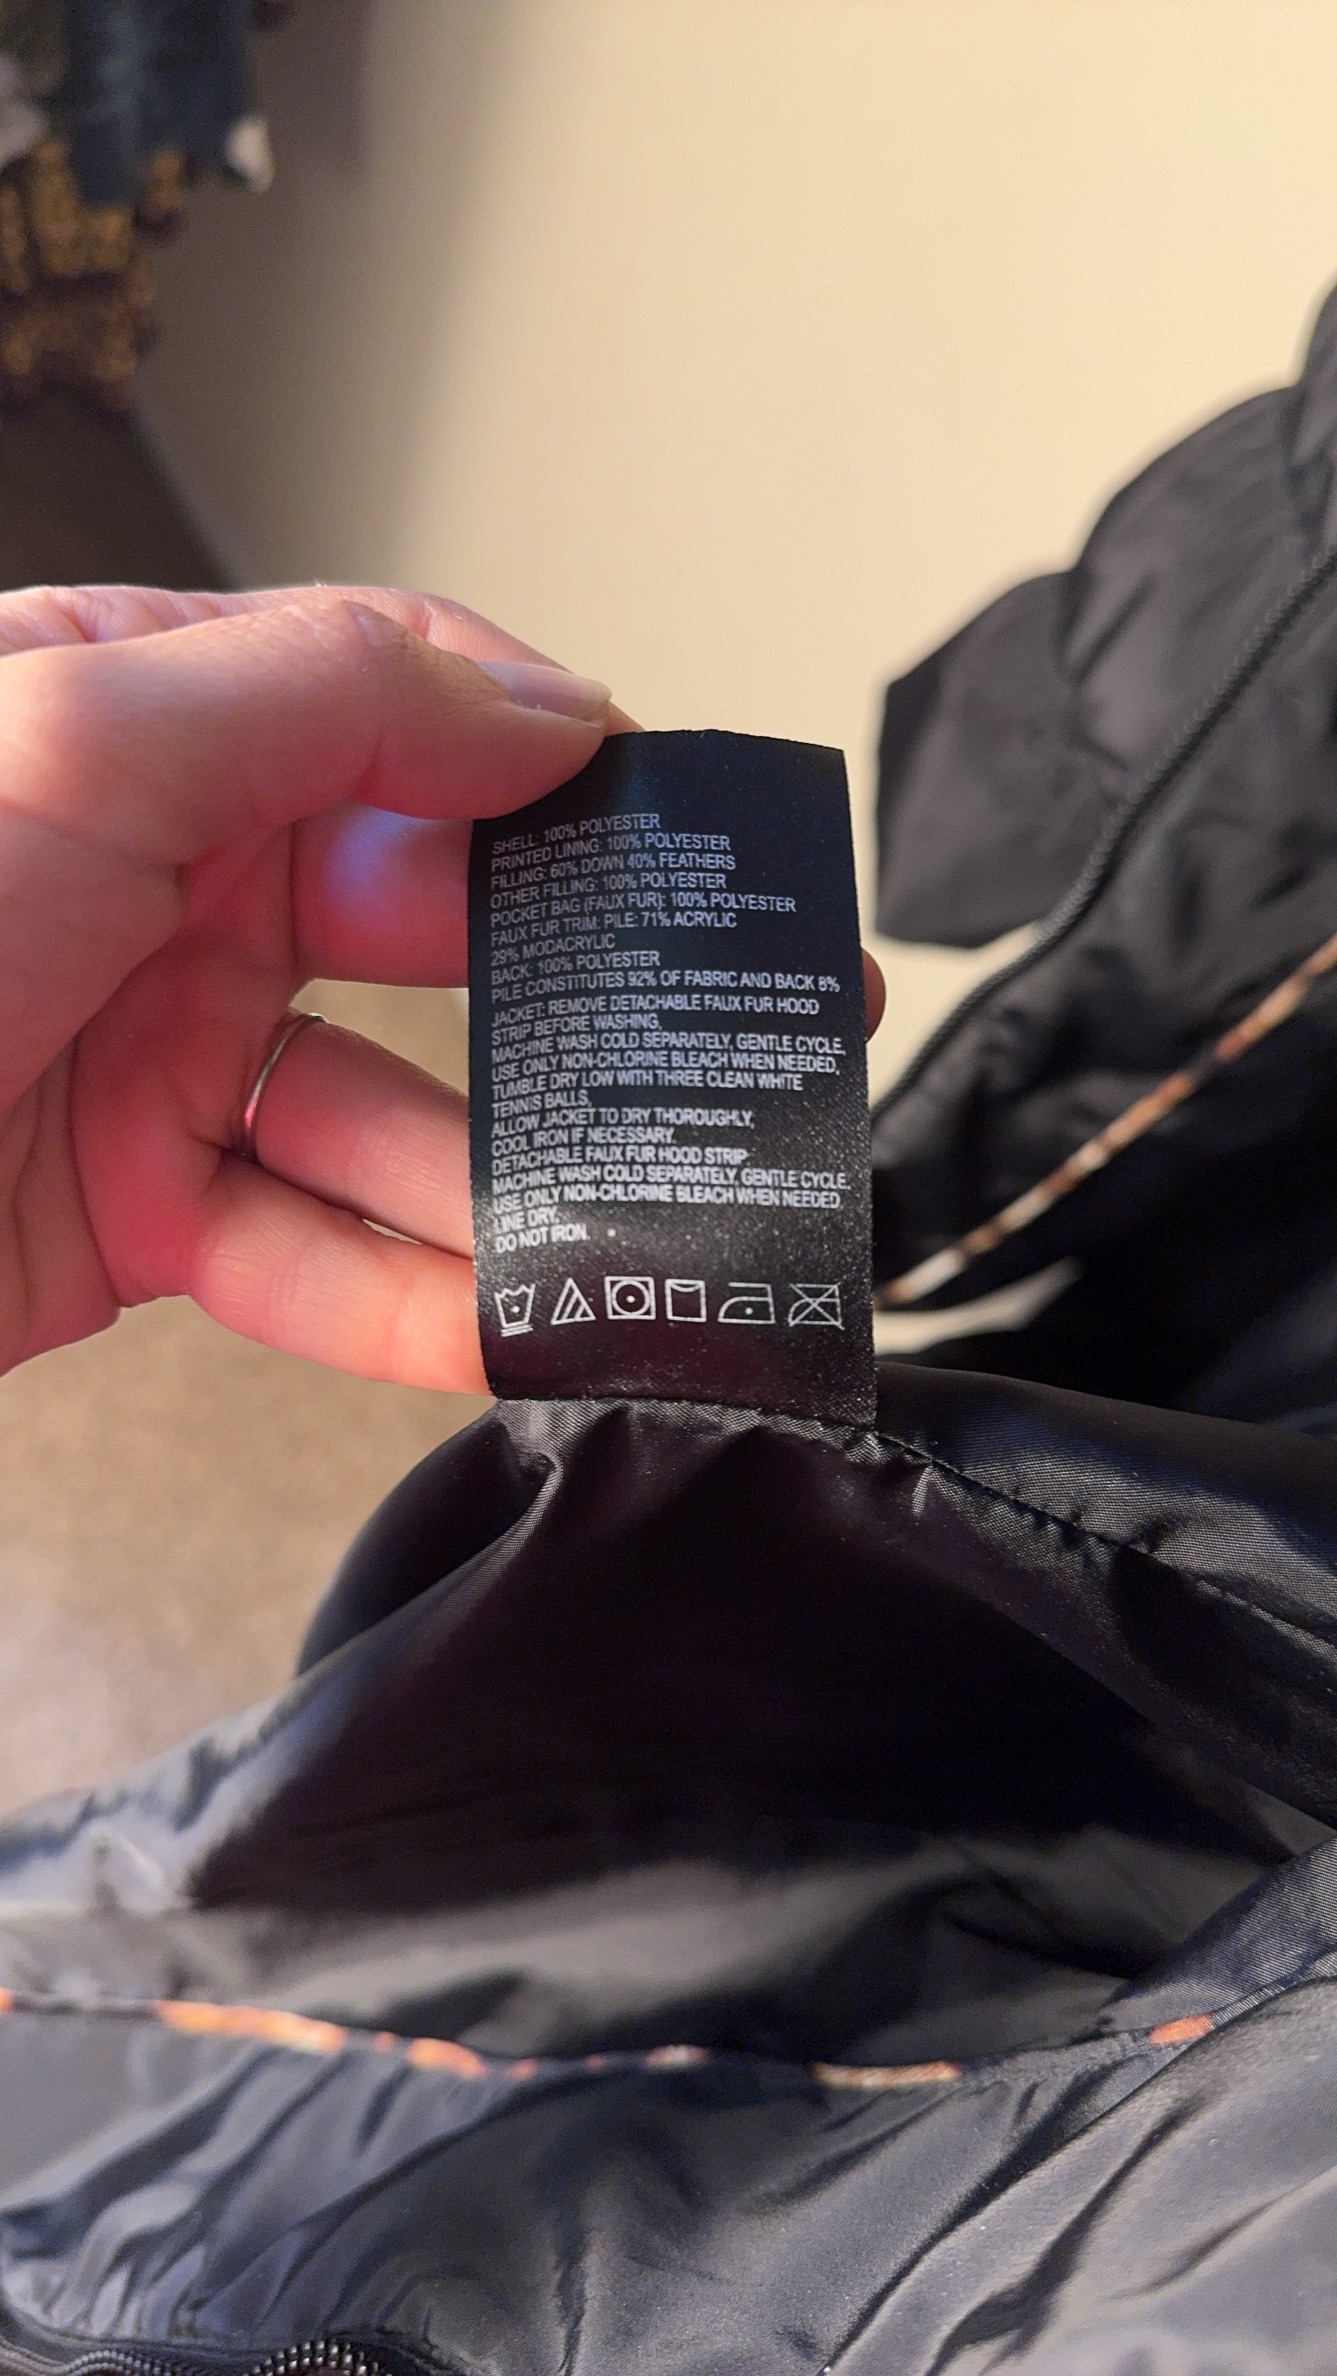 SHELL: 100% POLYESTER
PRINTED LINING: 100% POLYESTER
FILLING: 60% DOWN 40% FEATHERS
OTHER FILLING: 100% POLYESTER
POCKET BAG (FAUX FUR): 100% POLYESTER
FAUX FUR TRIM: PILE: 71% ACRYLIC
29% MODACRYLIC
BACK: 100% POLYESTER
PILE CONSTITUTES 92% OF FABRIC AND BACK 8%
JACKET: REMOVE DETACHABLE FAUX FUR HOOD
STRIP BEFORE WASHING,
MACHINE WASH COLD SEPARATELY, GENTLE CYCLE,
USE ONLY NON-CHLORINE BLEACH WHEN NEEDED,
TUMBLE DRY LOW WITH THREE CLEAN WHITE
TENNIS BALLS,
ALLOW JACKET TO DRY THOROUGHLY,
COOL IRON IF NECESSARY.
DETACHABLE FAUX FUR HOOD STRIP:
MACHINE WASH COLD SEPARATELY, GENTLE CYCLE,
USE ONLY NON-CHLORINE BLEACH WHEN NEEDED,
LINE DRY,
DO NOT IRON.